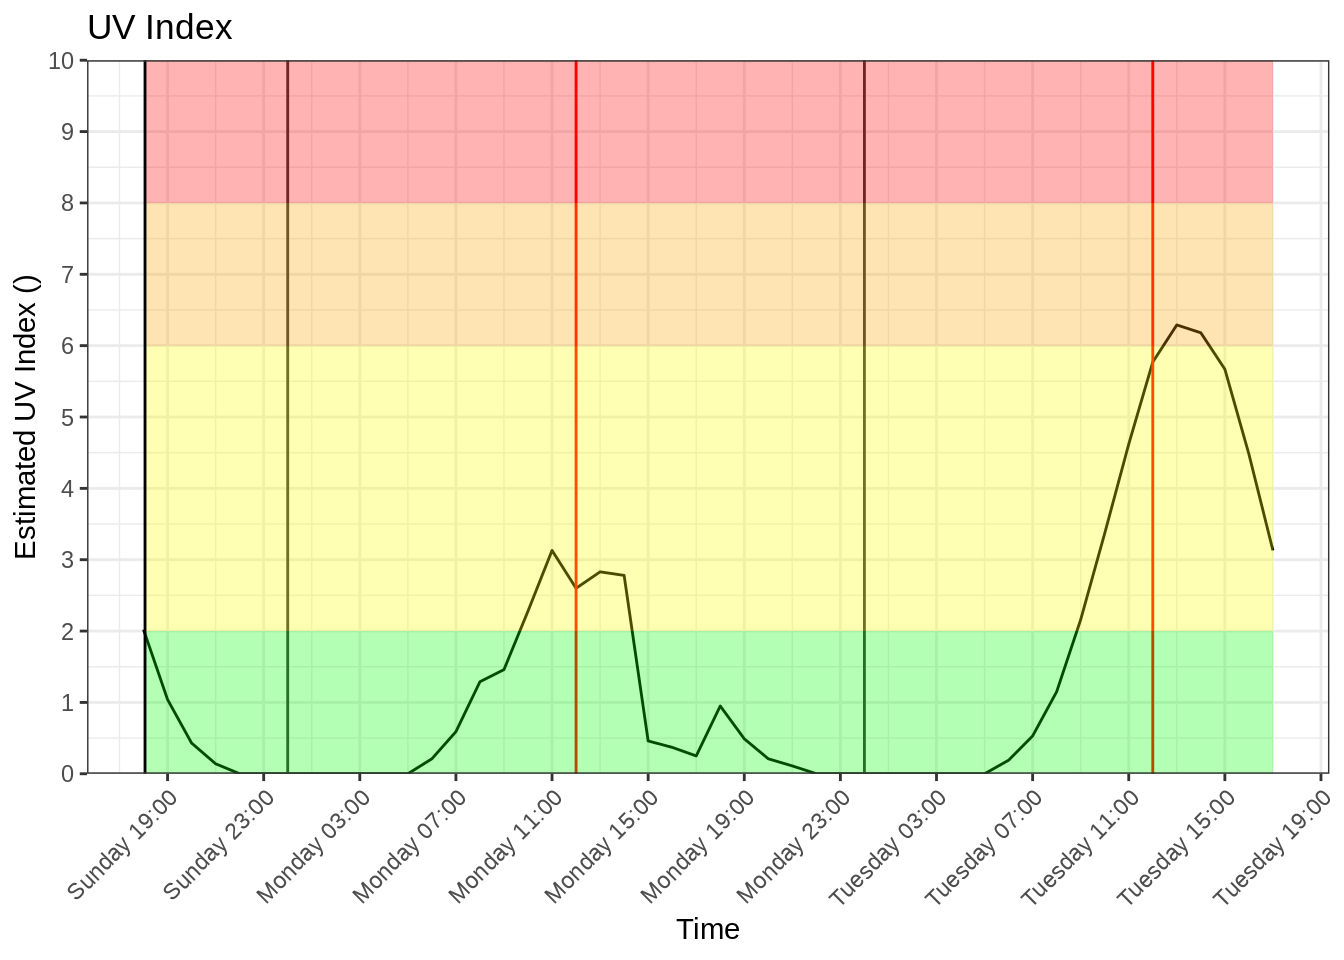 UV Index
Estimated UV Index ()
10
9
8
7
6
5
4
3
2
1
0
Sunday 19:00
Sunday 23:00
Monday 03:00
Monday 07:00
Monday 11:00
Monday 15:00
Monday 19:00
Monday 23:00
Tuesday 03:00
Tuesday 07:00
Tuesday 11:00
Tuesday 15:00
Tuesday 19:00
Time